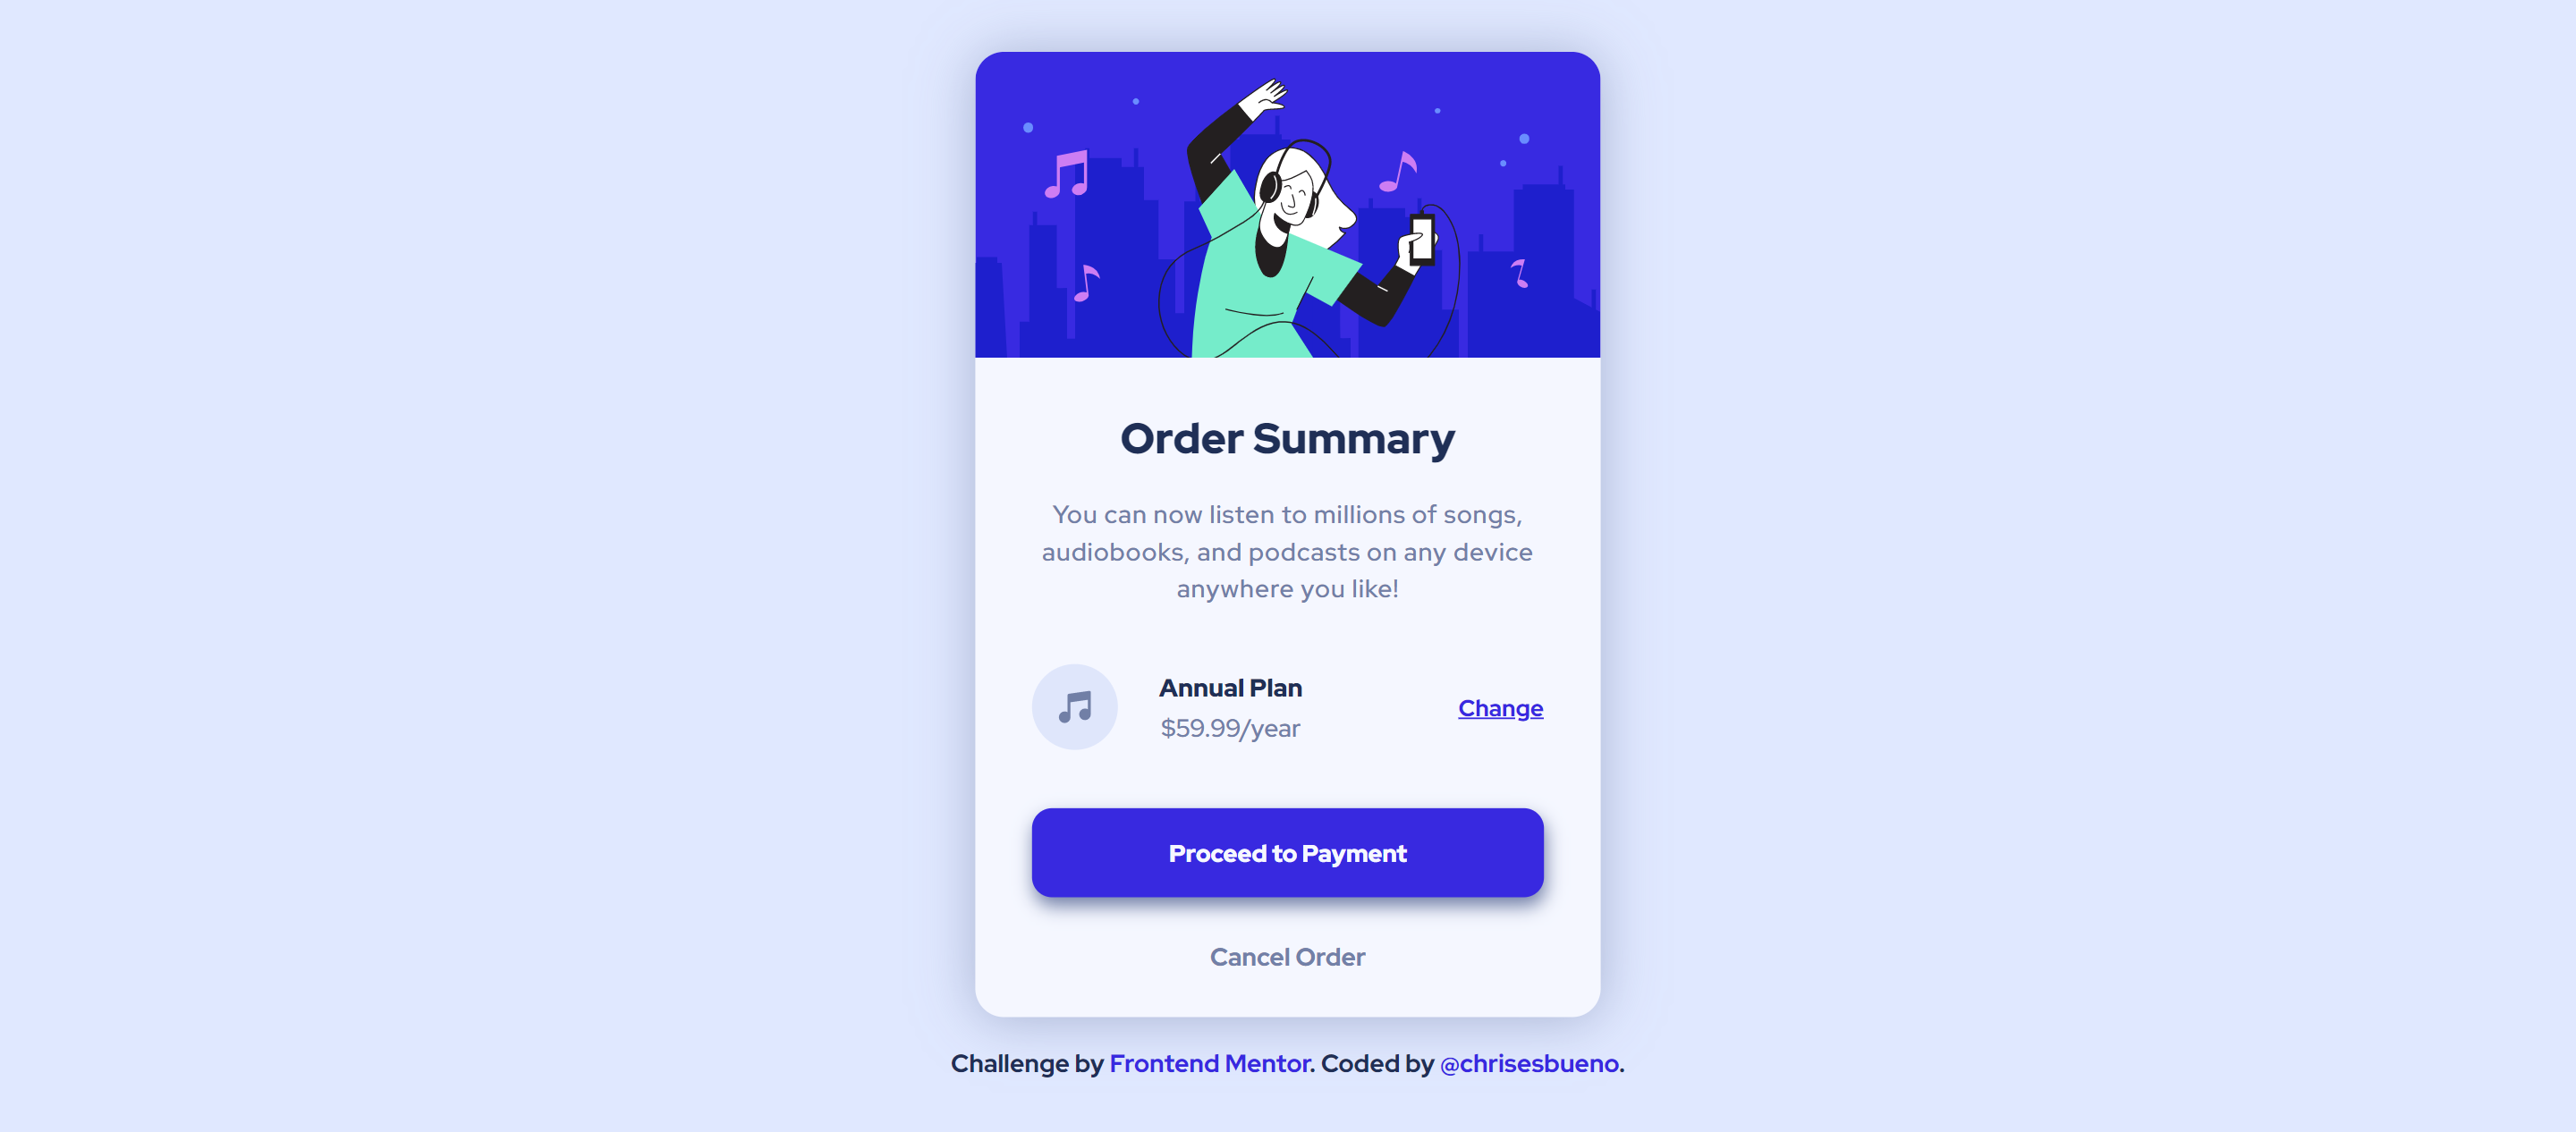 Order Summary
You can now listen to millions of songs,
audiobooks, and podcasts on any device
anywhere you like!
Annual Plan
$59.99/year
Change
Proceed to Payment
Cancel Order
Challenge by Frontend Mentor. Coded by @chrisesbueno.